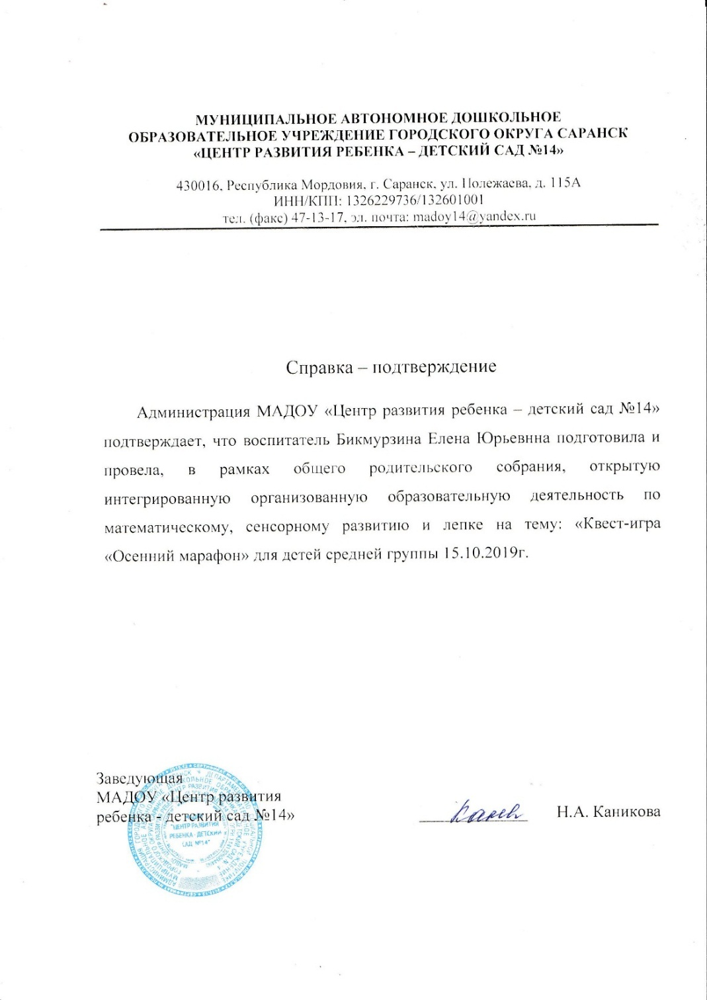 МУНИЦИПАЛЬНОЕ АВТОНОМНОЕ ДОШКОЛЬНОЕ
ОБРАЗОВАТЕЛЬНОЕ УЧРЕЖДЕНИЕ ГОРОДСКОГО ОКРУГА САРАНСК
«ЦЕНТР РАЗВИТИЯ РЕБЕНКА – ДЕТСКИЙ САД №14»
430016, Республика Мордовия, г. Саранск, ул. Полежаева, д. 115А
ИНН/КПП: 1326229736/132601001
тел. (факс) 47-13-17, эл. почта: madoy14@yandex.ru
Справка – подтверждение
Администрация МАДОУ «Центр развития ребенка – детский сад №14»
подтверждает, что воспитатель Бикмурзина Елена Юрьевнна подготовила и
провела, в рамках общего родительского собрания, открытую
интегрированную организованную образовательную деятельность по
математическому, сенсорному развитию и лепке на тему: «Квест-игра
«Осенний марафон» для детей средней группы 15.10.2019г.
Заведующая
МАДОУ «Центр развития
ребенка - детский сад №14»
Н.А. Каникова
"ЦЕНТР РАЗВИТИЯ
РЕБЕНКА - ДЕТСКИЙ
САД №14"